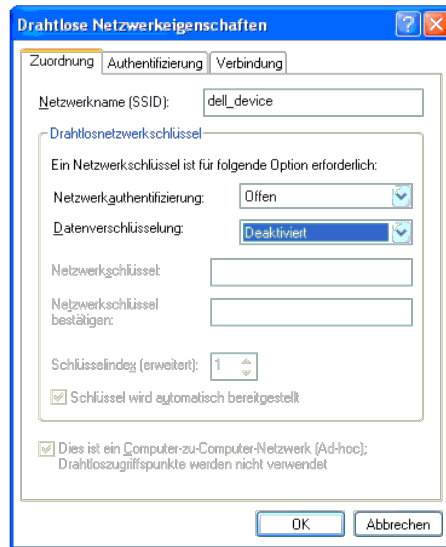 Drahtlose Netzwerkeigenschaften
Zuordnung Authentifizierung Verbindung
Netzwerkname (SSID): dell_device
Drahtlosnetzwerkschlüssel
Ein Netzwerkschlüssel ist für folgende Option erforderlich:
Netzwerkauthentifizierung: Offen
Datenverschlüsselung: Deaktiviert
Netzwerkschlüssel:
Netzwerkschlüssel
bestätigen:
Schlüsselindex (erweitert): 1
Schlüssel wird automatisch bereitgestellt
Dies ist ein Computer-zu-Computer-Netzwerk (Ad-hoc);
Drahtloszugriffspunkte werden nicht verwendet
OK Abbrechen